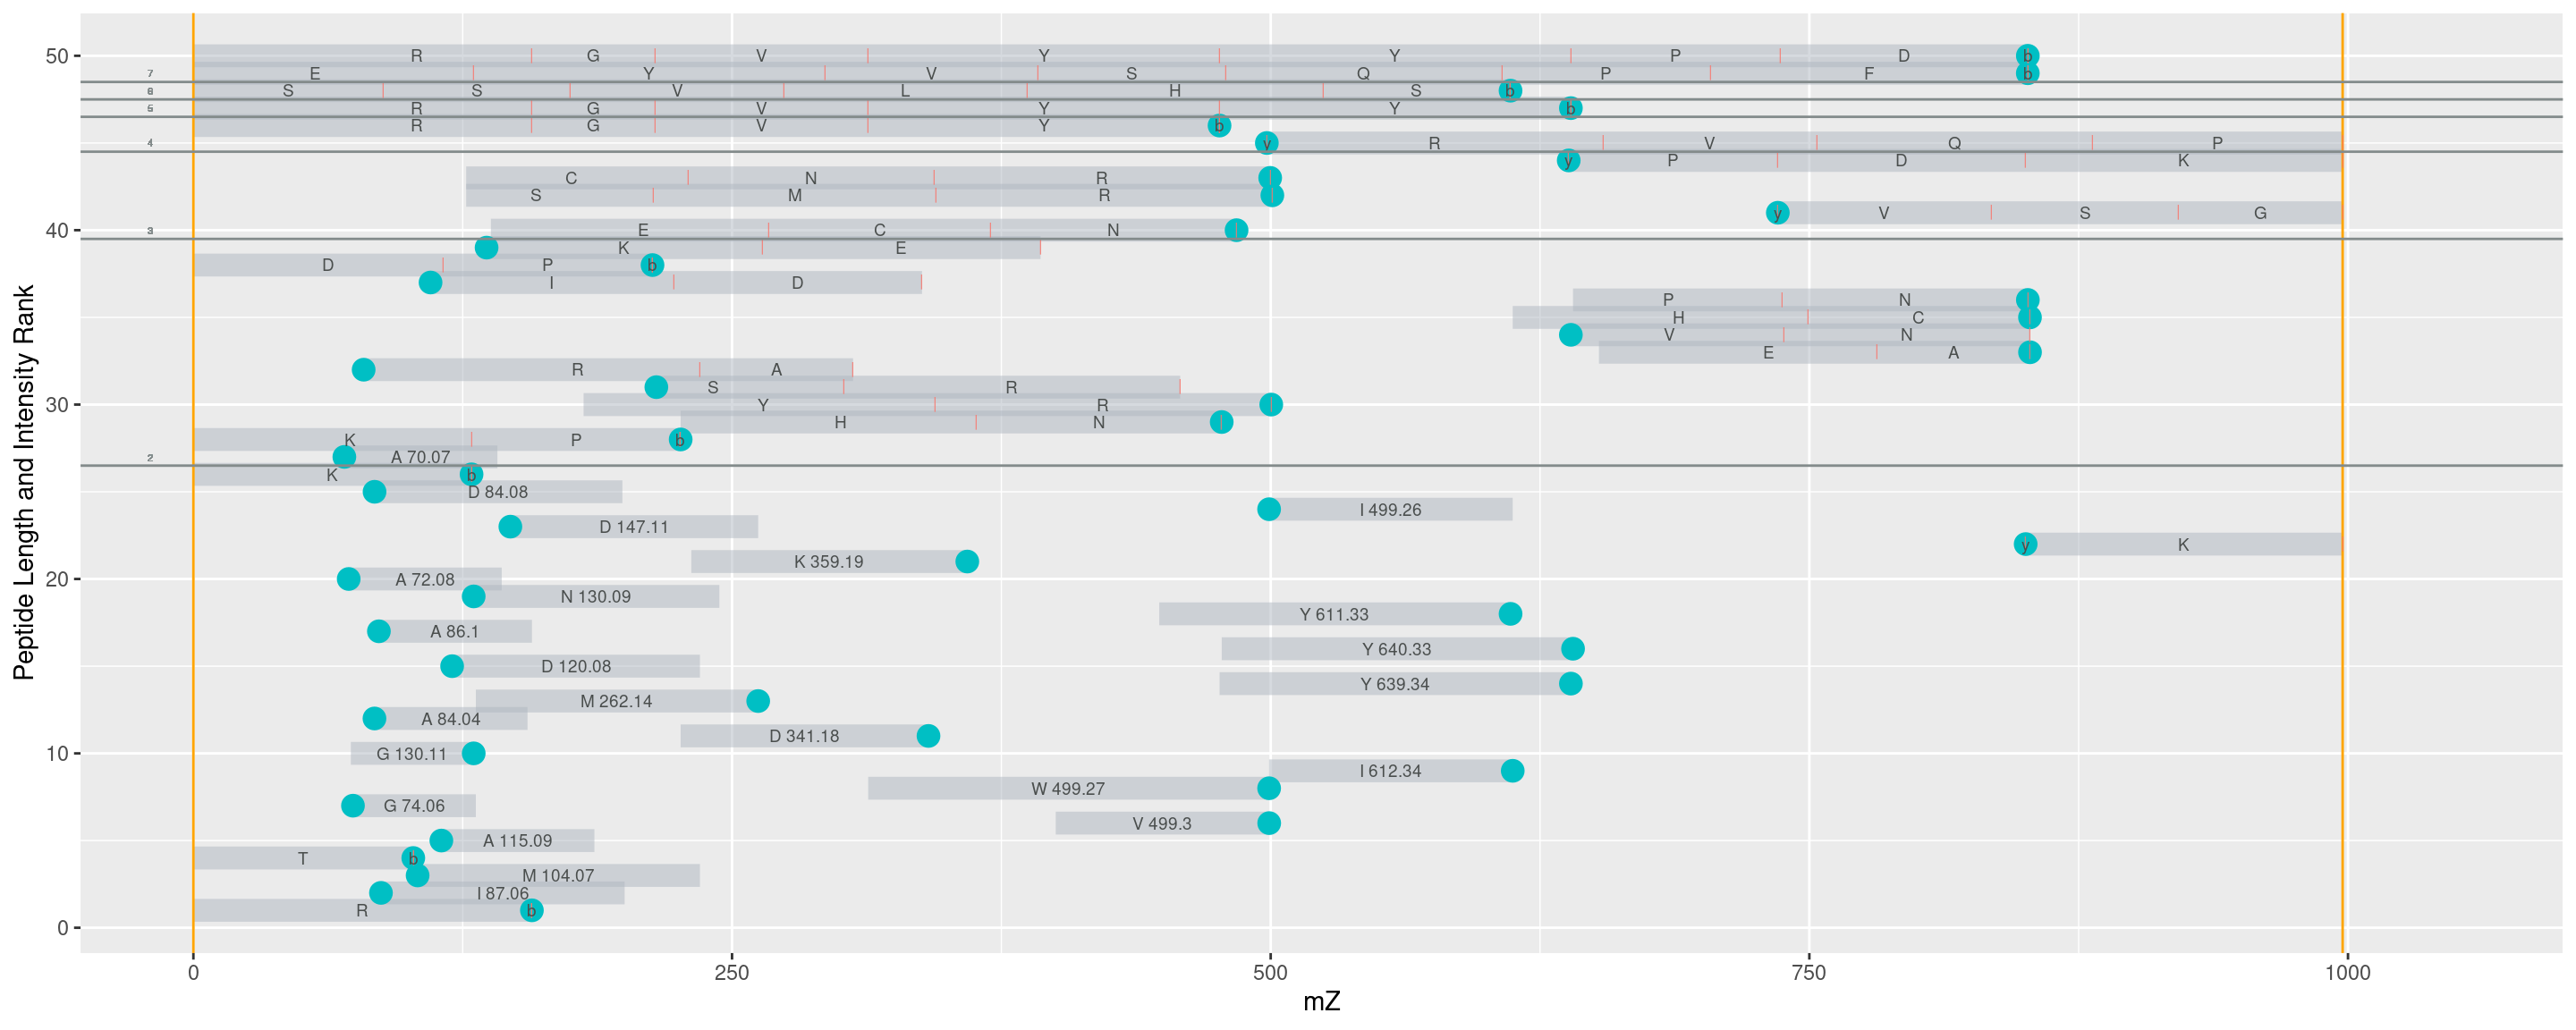 50 R G V Y Y P D b
7 E Y V S Q P F b
S S V L H S b
5 R G V Y Y b
R G V Y b
4 y R V Q P
y P D K
C N R
S M R
y V S G
40 3 E C N
K E
D P b
I D
P N
H C
V N
E A
R A
S R
30 Y R
H N
K P b
2 A 70.07
K b
D 84.08
I 499.26
D 147.11
y K
K 359.19
20 A 72.08
N 130.09
Y 611.33
A 86.1
Y 640.33
D 120.08
Y 639.34
M 262.14
A 84.04
D 341.18
10 G 130.11
I 612.34
W 499.27
G 74.06
V 499.3
A 115.09
T b
M 104.07
I 87.06
R b
0
0 250 500 750 1000
mZ
Peptide Length and Intensity Rank